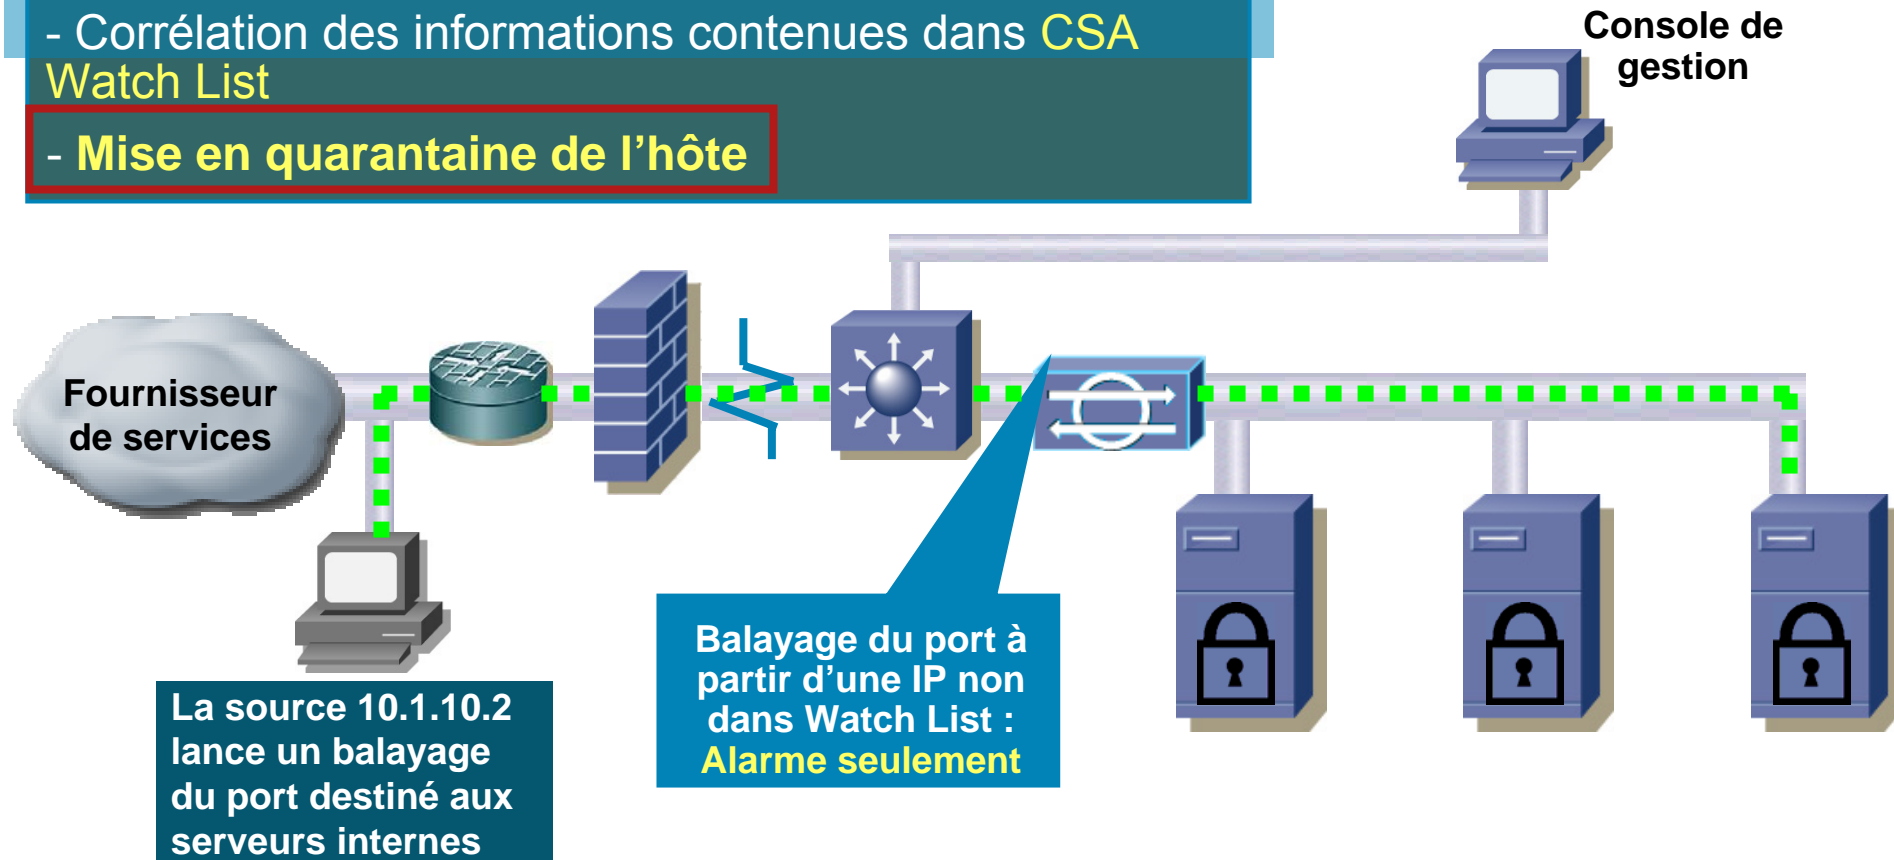 - Corrélation des informations contenues dans CSA
Watch List
- Mise en quarantaine de l’hôte
Console de
gestion
Fournisseur
de services
Balayage du port à
partir d’une IP non
dans Watch List :
Alarme seulement
La source 10.1.10.2
lance un balayage
du port destiné aux
serveurs internes